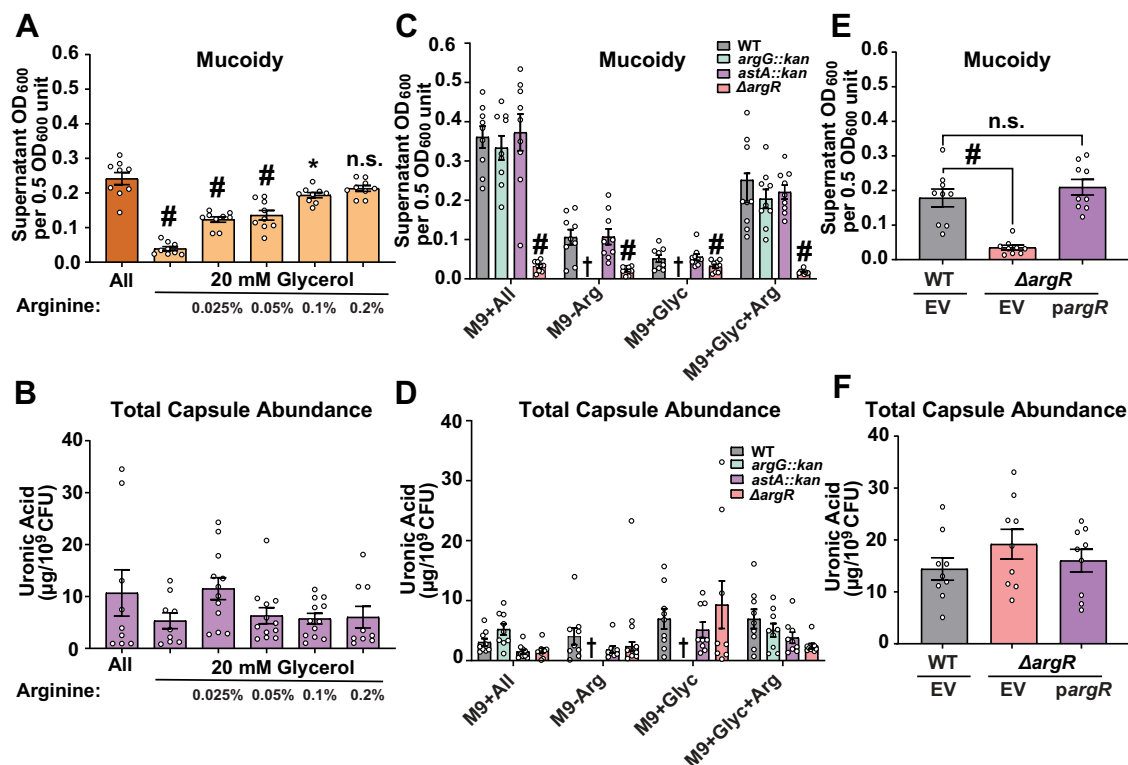 A
Mucoidy
Supernatant OD600
per 0.5 OD600 unit
0.6
0.5
0.4
0.3
0.2
0.1
0.0
#
#
#
*
n.s.
All
20 mM Glycerol
Arginine:
0.025%
0.05%
0.1%
0.2%
B
Total Capsule Abundance
Uronic Acid
(µg/10⁹ CFU)
40
30
20
10
0
All
20 mM Glycerol
Arginine:
0.025%
0.05%
0.1%
0.2%
C
Mucoidy
WT
argG::kan
astA::kan
ΔargR
Supernatant OD600
per 0.5 OD600 unit
0.6
0.5
0.4
0.3
0.2
0.1
0.0
#
†
#
†
#
#
M9+All
M9-Arg
M9+Glyc
M9+Glyc+Arg
D
Total Capsule Abundance
WT
argG::kan
astA::kan
ΔargR
Uronic Acid
(µg/10⁹ CFU)
40
30
20
10
0
†
†
M9+All
M9-Arg
M9+Glyc
M9+Glyc+Arg
E
Mucoidy
Supernatant OD600
per 0.5 OD600 unit
0.6
0.5
0.4
0.3
0.2
0.1
0.0
n.s.
#
WT
ΔargR
EV
EV
pargR
F
Total Capsule Abundance
Uronic Acid
(µg/10⁹ CFU)
40
30
20
10
0
WT
ΔargR
EV
EV
pargR